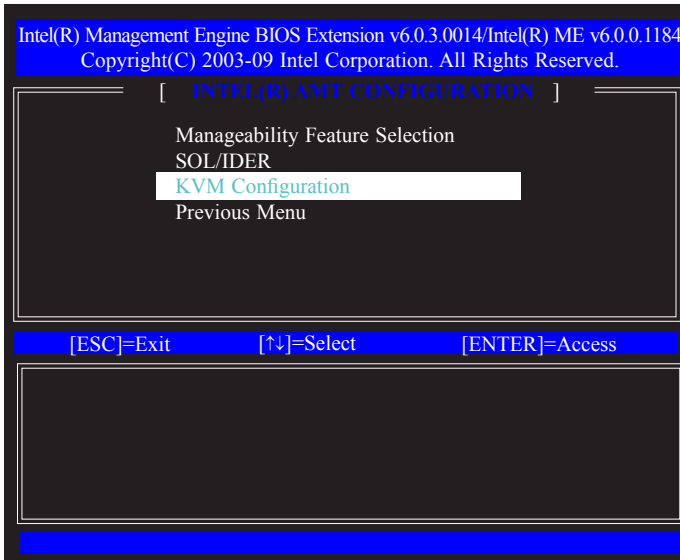 Intel(R) Management Engine BIOS Extension v6.0.3.0014/Intel(R) ME v6.0.0.1184
Copyright(C) 2003-09 Intel Corporation. All Rights Reserved.
[ INTEL(R) AMT CONFIGURATION ]
Manageability Feature Selection
SOL/IDER
KVM Configuration
Previous Menu
[ESC]=Exit [↑↓]=Select [ENTER]=Access